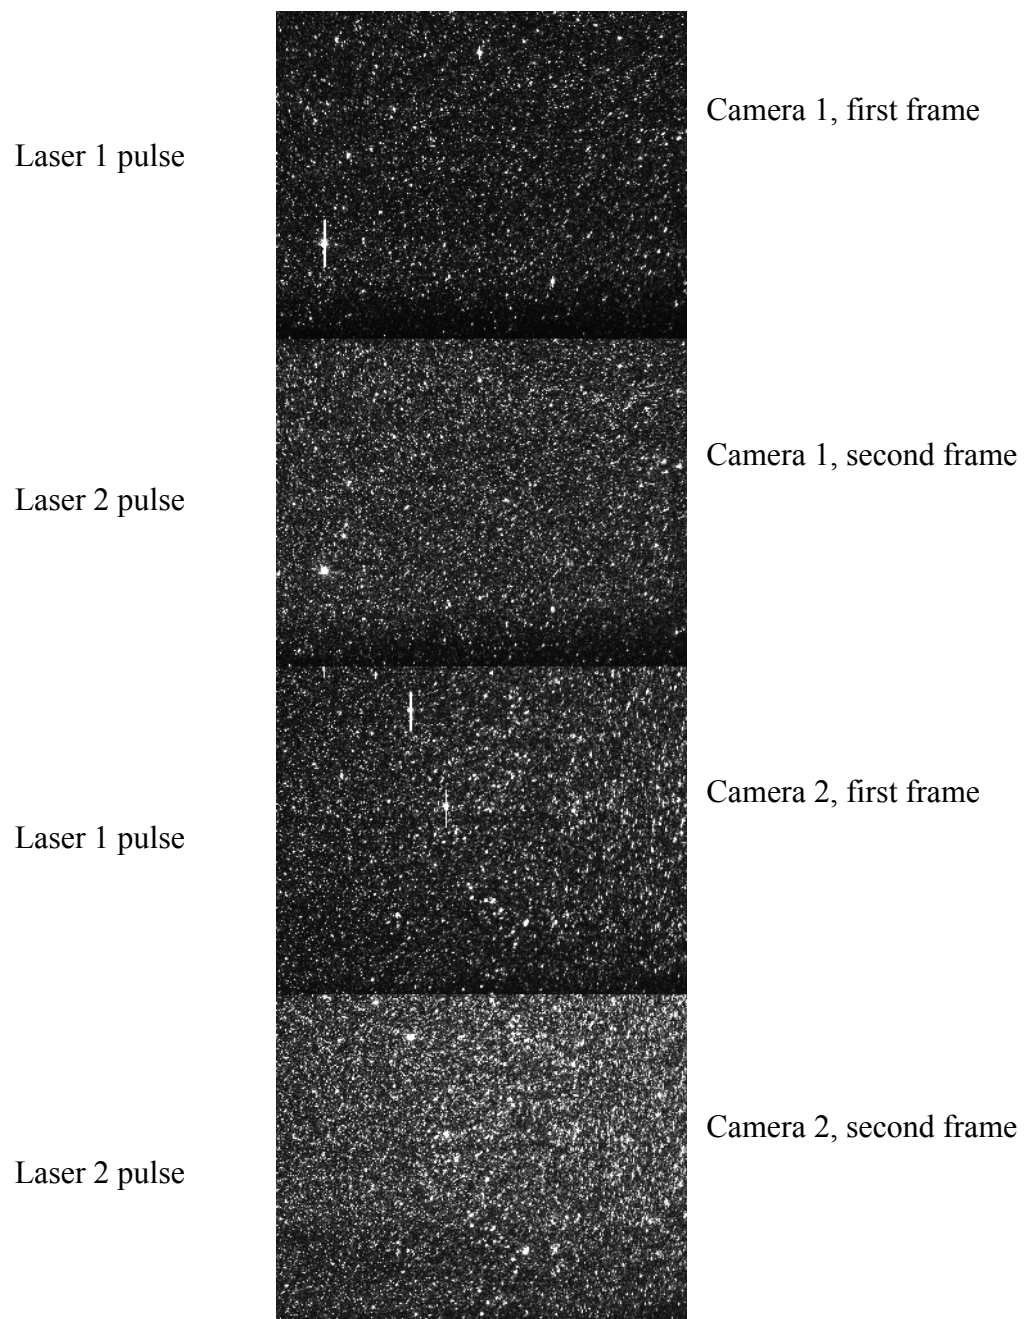 Camera 1, first frame
Laser 1 pulse
Camera 1, second frame
Laser 2 pulse
Camera 2, first frame
Laser 1 pulse
Camera 2, second frame
Laser 2 pulse